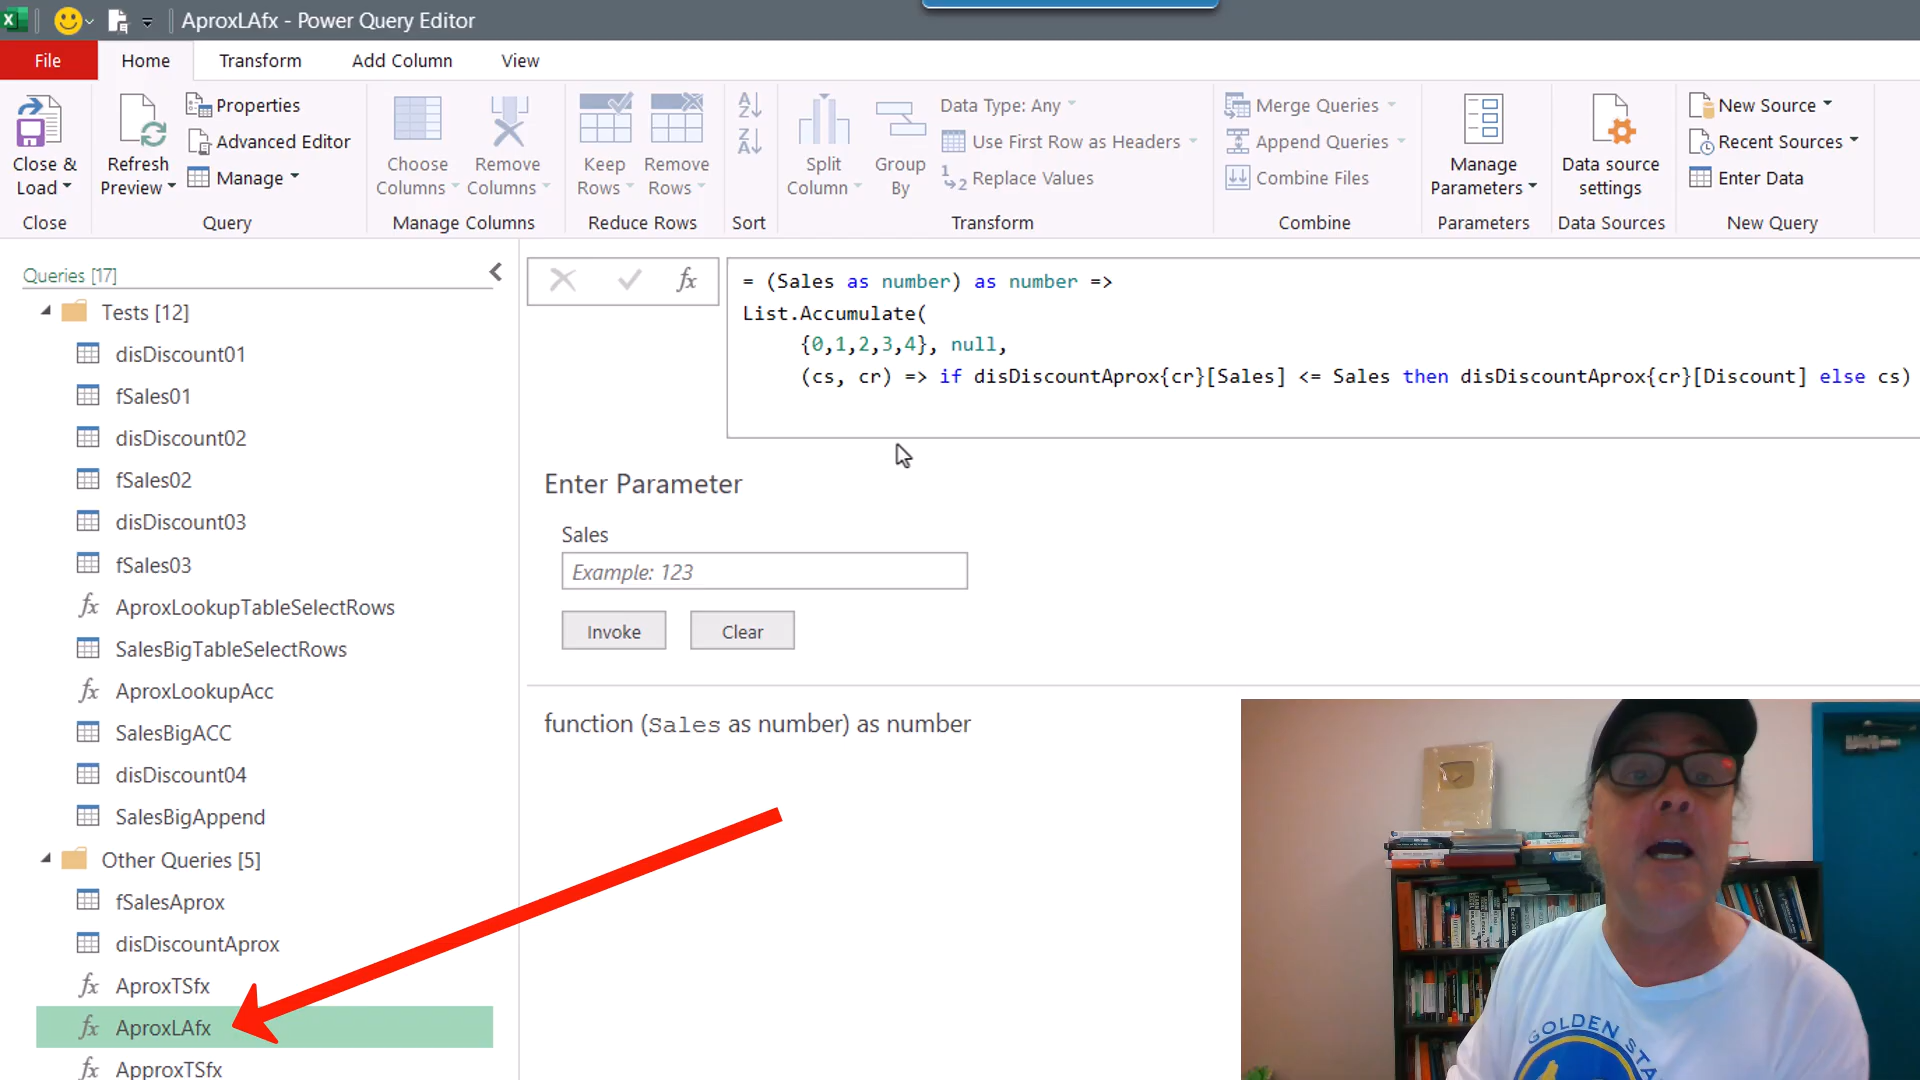 AproxLAfx - Power Query Editor
File
Home
Transform
Add Column
View
Close & Load
Refresh Preview
Properties
Advanced Editor
Manage
Choose Columns
Remove Columns
Keep Rows
Remove Rows
Split Column
Group By
Data Type: Any
Use First Row as Headers
Replace Values
Merge Queries
Append Queries
Combine Files
Manage Parameters
Data source settings
New Source
Recent Sources
Enter Data
Close
Query
Manage Columns
Reduce Rows
Sort
Transform
Combine
Parameters
Data Sources
New Query
Queries [17]
Tests [12]
disDiscount01
fSales01
disDiscount02
fSales02
disDiscount03
fSales03
fx AproxLookupTableSelectRows
SalesBigTableSelectRows
fx AproxLookupAcc
SalesBigACC
disDiscount04
SalesBigAppend
Other Queries [5]
fSalesAprox
disDiscountAprox
fx AproxTSfx
fx AproxLAfx
fx ApproxTSfx
fx
= (Sales as number) as number =>
List.Accumulate(
{0,1,2,3,4}, null,
(cs, cr) => if disDiscountAprox{cr}[Sales] <= Sales then disDiscountAprox{cr}[Discount] else cs)
Enter Parameter
Sales
Example: 123
Invoke
Clear
function (Sales as number) as number
GOLDEN STA